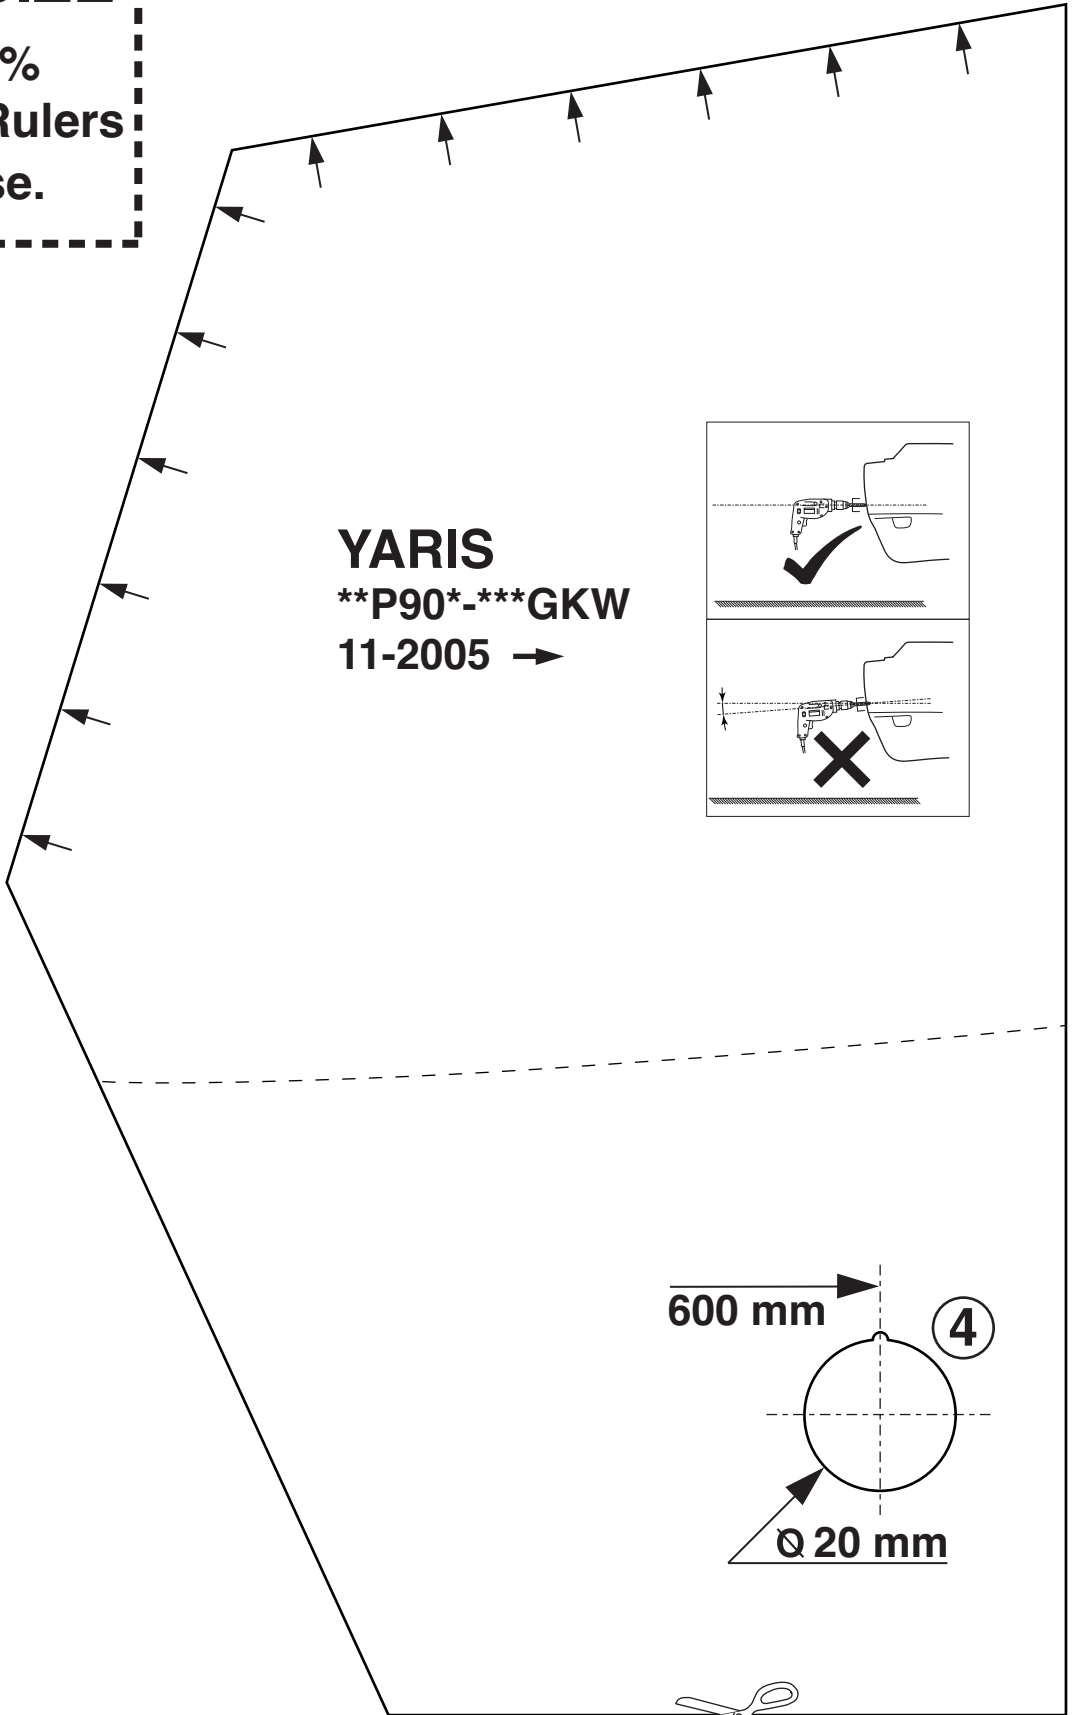 %
Rulers
se.
YARIS
**P90*-***GKW
11-2005 →
600 mm
4
Ø 20 mm